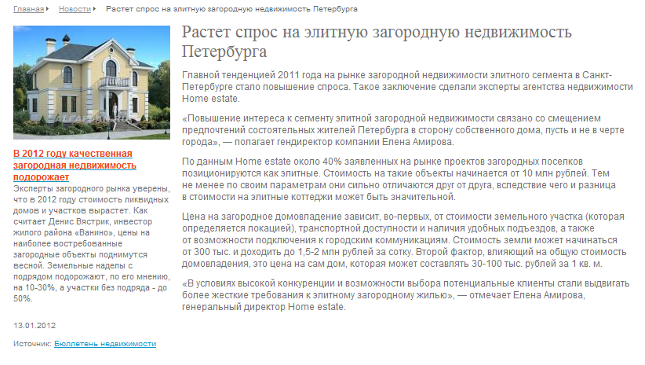 Главная Новости Растет спрос на элитную загородную недвижимость Петербурга
Растет спрос на элитную загородную недвижимость
Петербурга
Главной тенденцией 2011 года на рынке загородной недвижимости элитного сегмента в Санкт-
Петербурге стало повышение спроса. Такое заключение сделали эксперты агентства недвижимости
Home estate.
«Повышение интереса к сегменту элитной загородной недвижимости связано со смещением
предпочтений состоятельных жителей Петербурга в сторону собственного дома, пусть и не в черте
города», — полагает гендиректор компании Елена Амирова.
По данным Home estate около 40% заявленных на рынке проектов загородных поселков
позиционируются как элитные. Стоимость на такие объекты начинается от 10 млн рублей. Тем
не менее по своим параметрам они сильно отличаются друг от друга, вследствие чего и разница
в стоимости на элитные коттеджи может быть значительной.
Цена на загородное домовладение зависит, во-первых, от стоимости земельного участка (которая
определяется локацией), транспортной доступности и наличия удобных подъездов, а также
от возможности подключения к городским коммуникациям. Стоимость земли может начинаться
от 300 тыс. и доходить до 1,5-2 млн рублей за сотку. Второй фактор, влияющий на общую стоимость
домовладения, это цена на сам дом, которая может составлять 30-100 тыс. рублей за 1 кв. м.
«В условиях высокой конкуренции и возможности выбора потенциальные клиенты стали выдвигать
более жесткие требования к элитному загородному жилью», — отмечает Елена Амирова,
генеральный директор Home estate.
В 2012 году качественная
загородная недвижимость
подорожает
Эксперты загородного рынка уверены,
что в 2012 году стоимость ликвидных
домов и участков вырастет. Как
считает Денис Вястрик, инвестор
жилого района «Ванино», цены на
наиболее востребованные
загородные объекты поднимутся
весной. Земельные наделы с
подрядом подорожают, по его мнению,
на 10-30%, а участки без подряда - до
50%.
13.01.2012
Источник: Бюллетень недвижимости